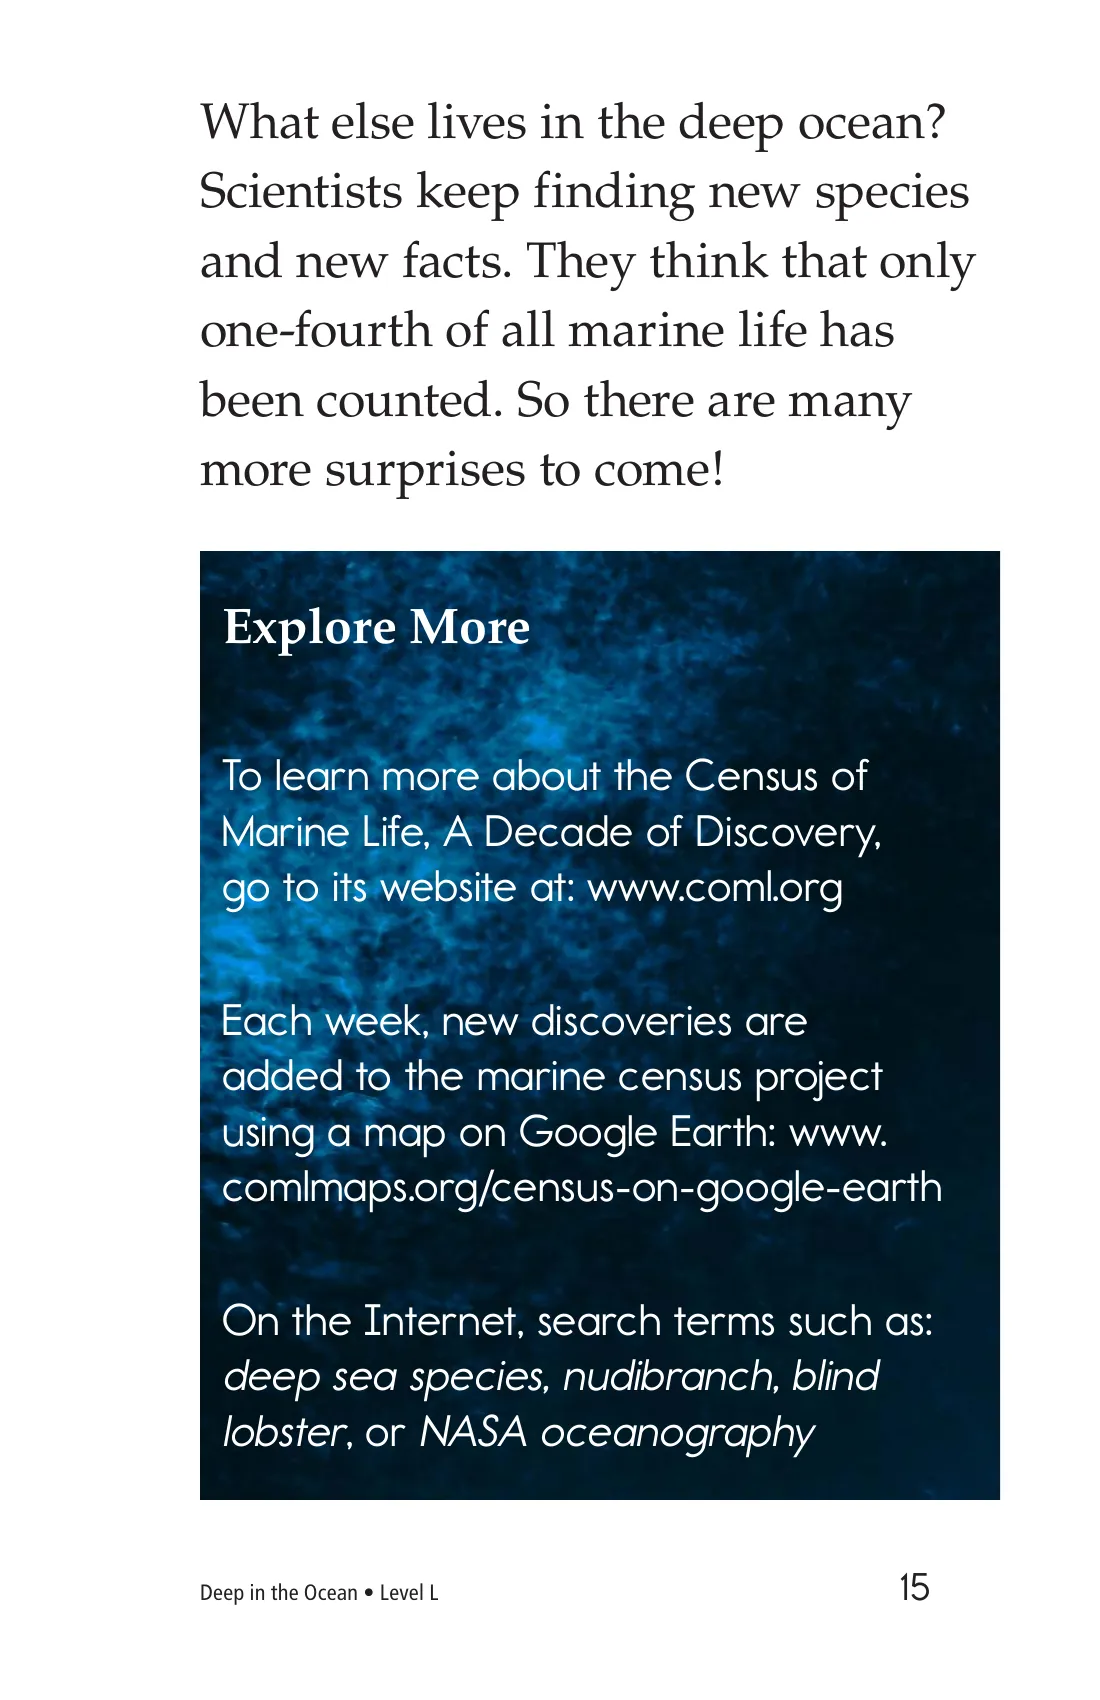 What else lives in the deep ocean?
Scientists keep finding new species
and new facts. They think that only
one-fourth of all marine life has
been counted. So there are many
more surprises to come!
Explore More
To learn more about the Census of
Marine Life, A Decade of Discovery,
go to its website at: www.coml.org
Each week, new discoveries are
added to the marine census project
using a map on Google Earth: www.
comlmaps.org/census-on-google-earth
On the Internet, search terms such as:
deep sea species, nudibranch, blind
lobster, or NASA oceanography
Deep in the Ocean • Level L
15